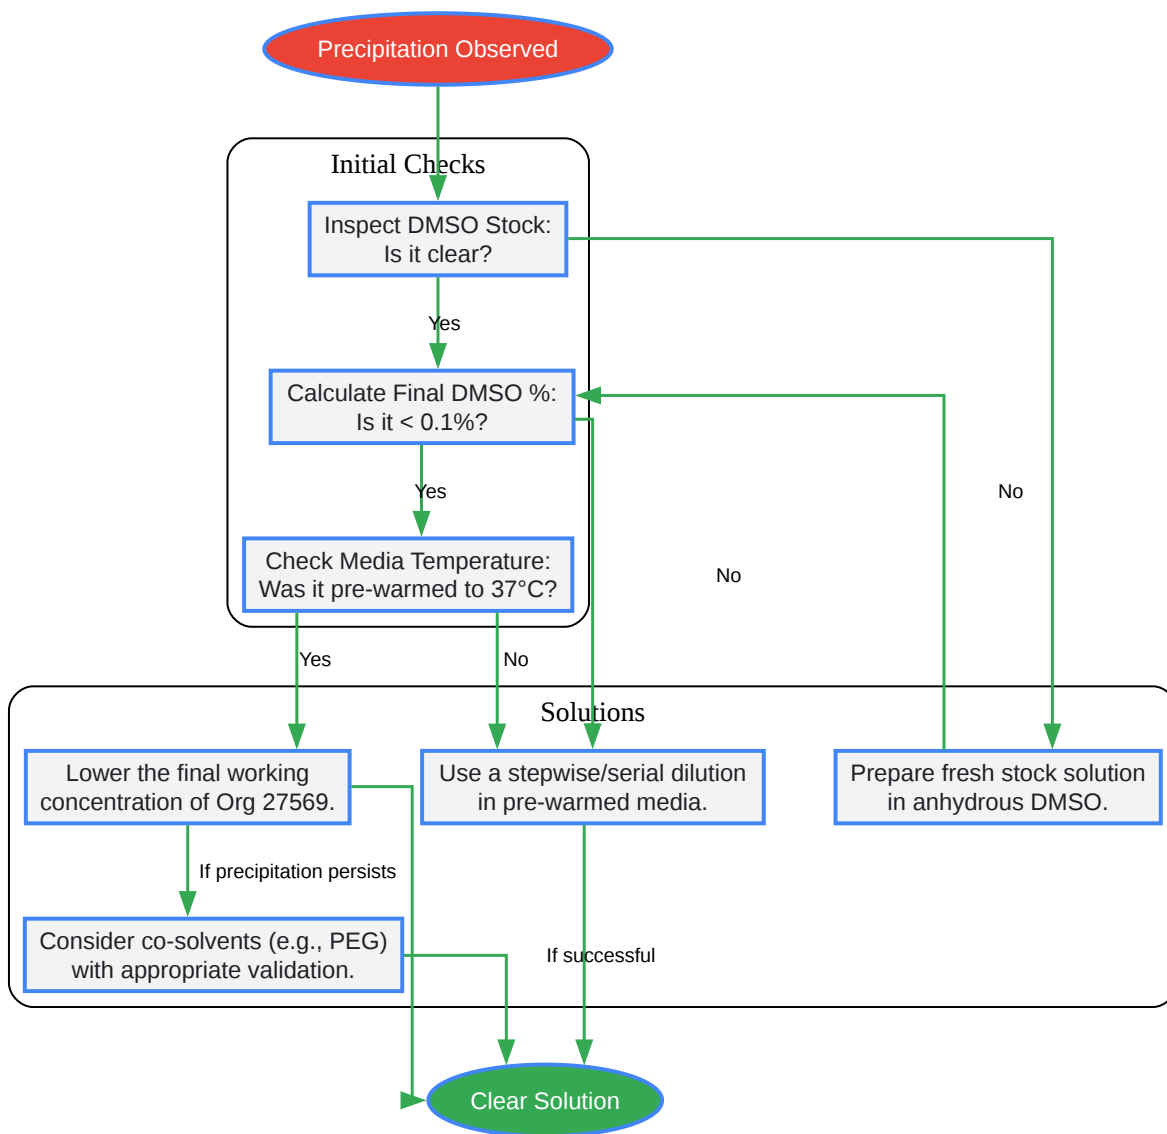 Precipitation Observed
Initial Checks
Inspect DMSO Stock:
Is it clear?
Yes
Calculate Final DMSO %:
Is it < 0.1%?
Yes
No
Check Media Temperature:
Was it pre-warmed to 37°C?
No
Yes
No
Solutions
Lower the final working
concentration of Org 27569.
Use a stepwise/serial dilution
in pre-warmed media.
Prepare fresh stock solution
in anhydrous DMSO.
If precipitation persists
Consider co-solvents (e.g., PEG)
with appropriate validation.
If successful
Clear Solution